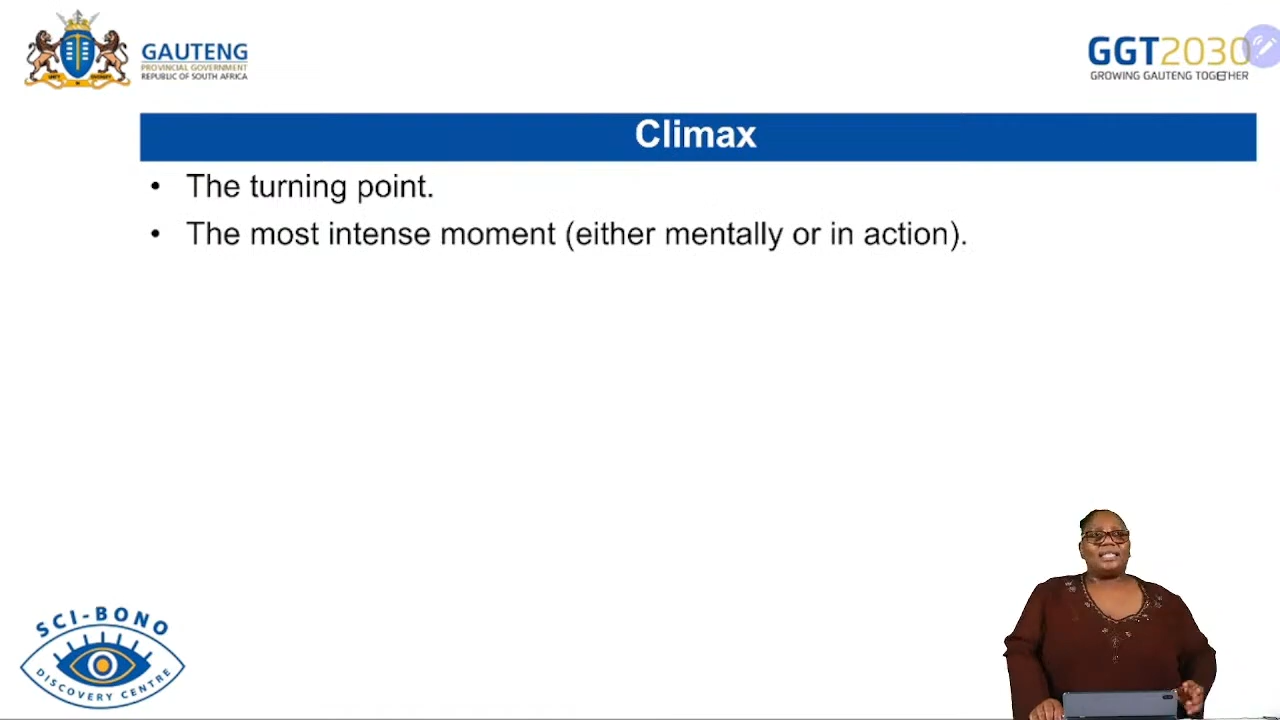 GAUTENG
PROVINCIAL GOVERNMENT
REPUBLIC OF SOUTH AFRICA
GGT2030
GROWING GAUTENG TOGETHER
Climax
• The turning point.
• The most intense moment (either mentally or in action).
SCI-BONO
DISCOVERY CENTRE